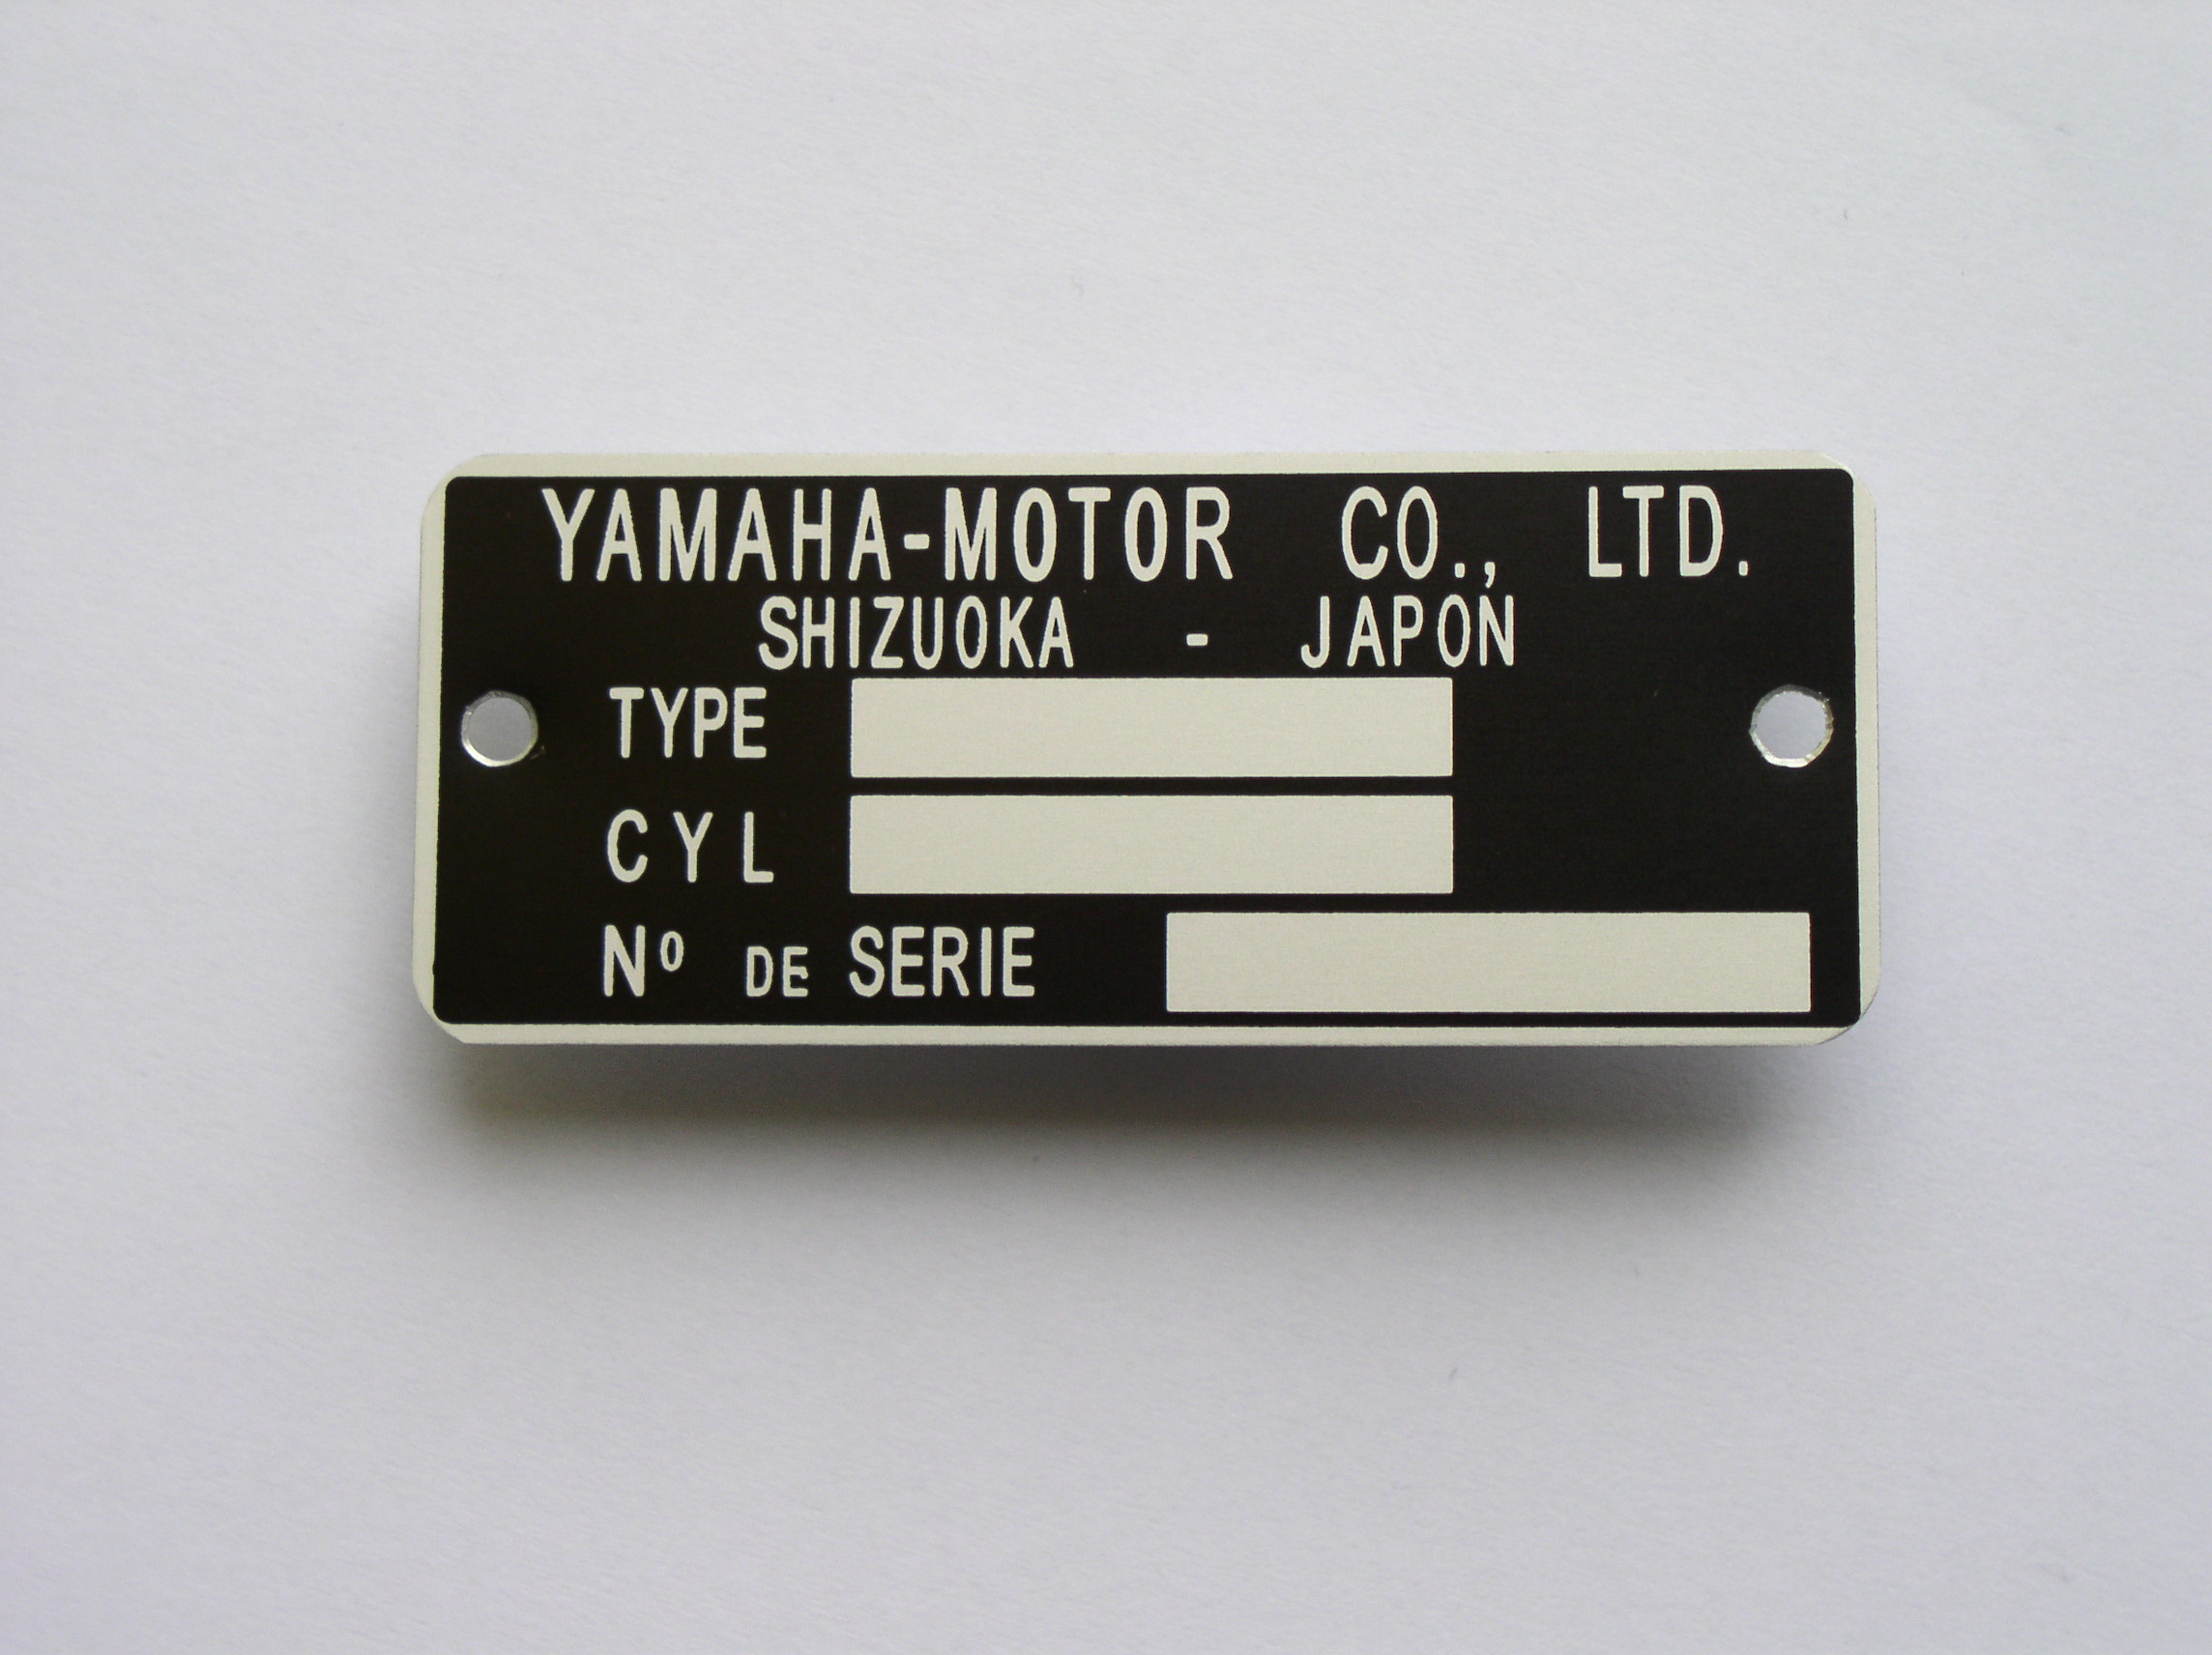 YAMAHA-MOTOR CO., LTD.
SHIZUOKA - JAPON
TYPE
CYL
Nº DE SERIE